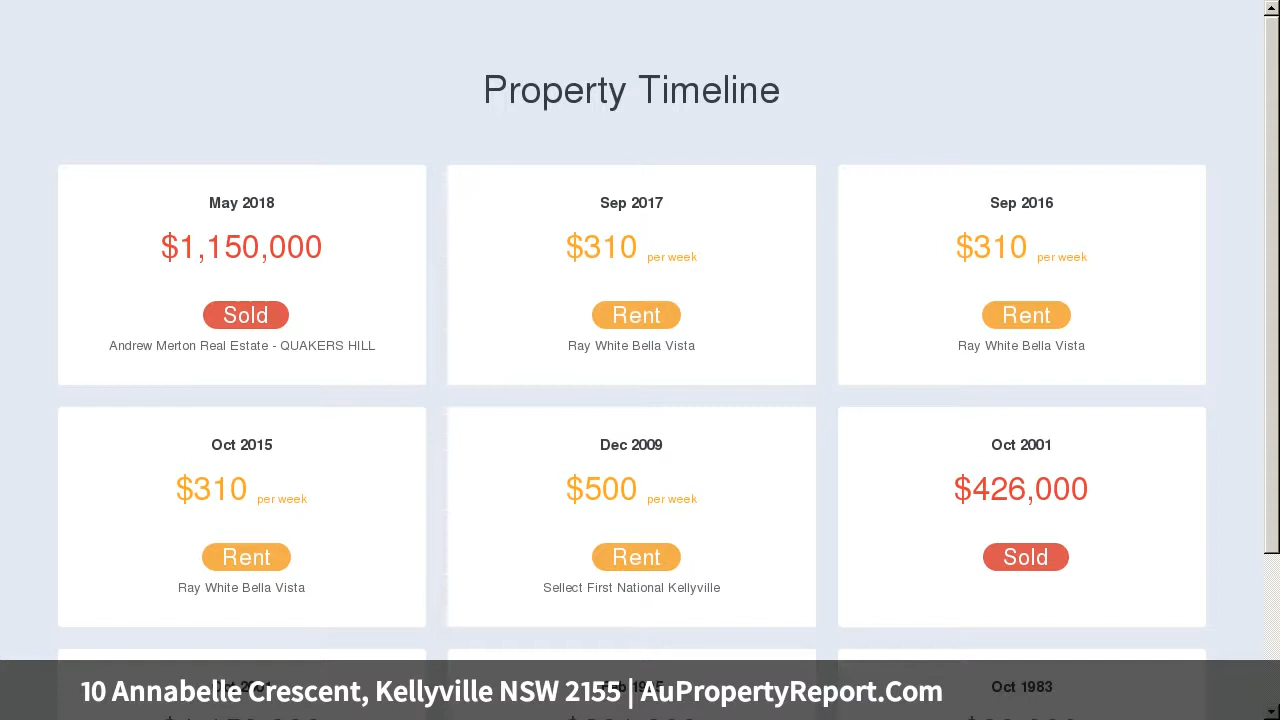 Property Timeline
May 2018
$1,150,000
Sold
Andrew Merton Real Estate - QUAKERS HILL
Sep 2017
$310 per week
Rent
Ray White Bella Vista
Sep 2016
$310 per week
Rent
Ray White Bella Vista
Oct 2015
$310 per week
Rent
Ray White Bella Vista
Dec 2009
$500 per week
Rent
Sellect First National Kellyville
Oct 2001
$426,000
Sold
Oct 1983
10 Annabelle Crescent, Kellyville NSW 2155 | AuPropertyReport.Com